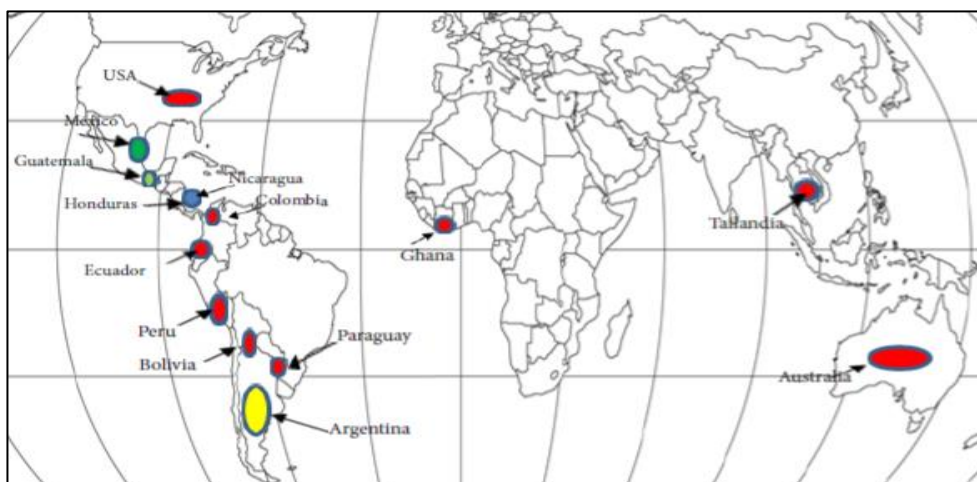 USA
Mexico
Guatemala
Nicaragua
Honduras
Colombia
Ecuador
Ghana
Tailandia
Peru
Bolivia
Paraguay
Australia
Argentina